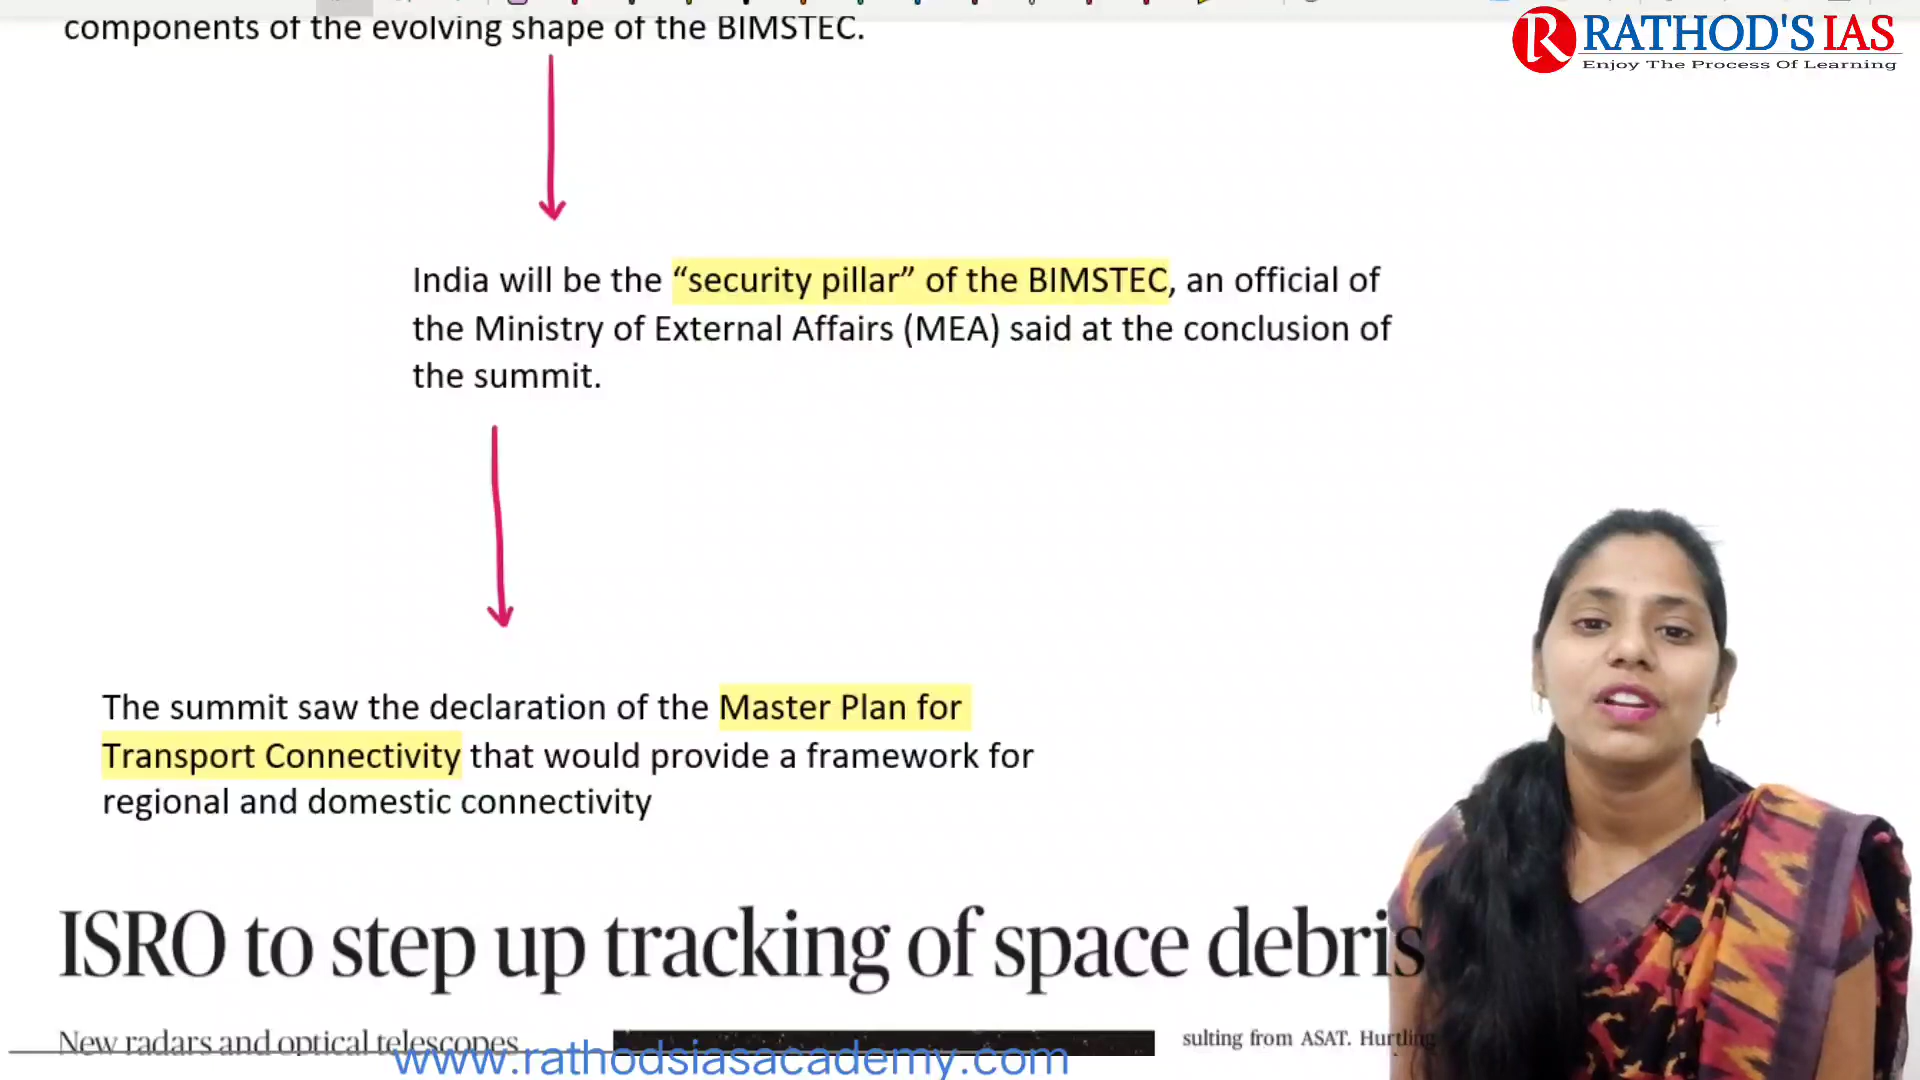 components of the evolving shape of the BIMSTEC.
RATHOD'S IAS
Enjoy The Process Of Learning
India will be the “security pillar” of the BIMSTEC, an official of
the Ministry of External Affairs (MEA) said at the conclusion of
the summit.
The summit saw the declaration of the Master Plan for
Transport Connectivity that would provide a framework for
regional and domestic connectivity
ISRO to step up tracking of space debris
New radars and optical telescopes
sulting from ASAT. Hurtling
www.rathodsiasacademy.com